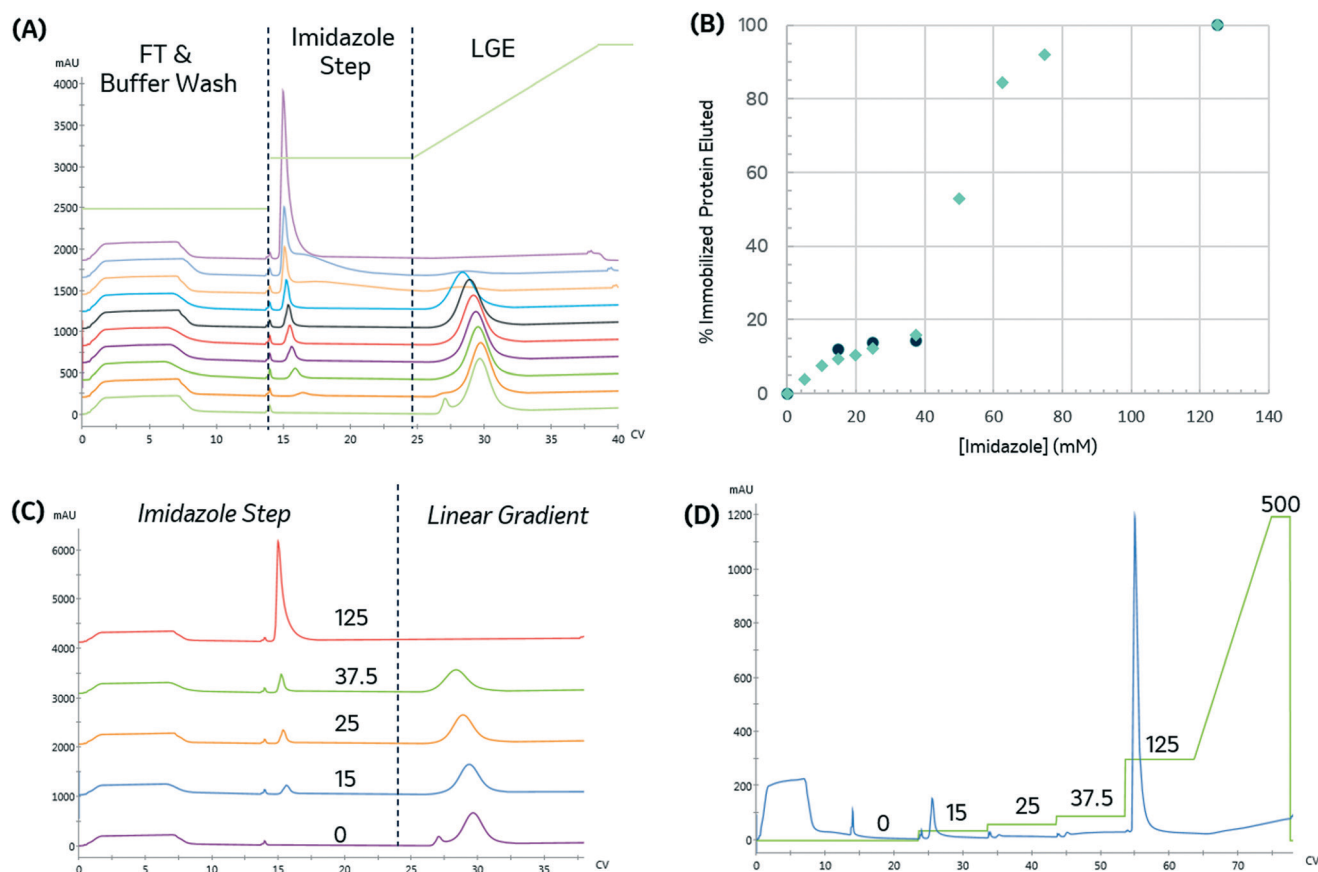 (A)
FT &
Buffer Wash
Imidazole
Step
LGE
mAU
4000
3500
3000
2500
2000
1500
1000
500
0
0 5 10 15 20 25 30 35 40 CV
(B)
% Immobilized Protein Eluted
100
80
60
40
20
0
0 20 40 60 80 100 120 140
[Imidazole] (mM)
(C)
mAU
Imidazole Step
Linear Gradient
6000
5000
4000
3000
2000
1000
0
125
37.5
25
15
0
0 5 10 15 20 25 30 35 CV
(D)
mAU
1200
1000
800
600
400
200
0
0
15
25
37.5
125
500
0 10 20 30 40 50 60 70 CV